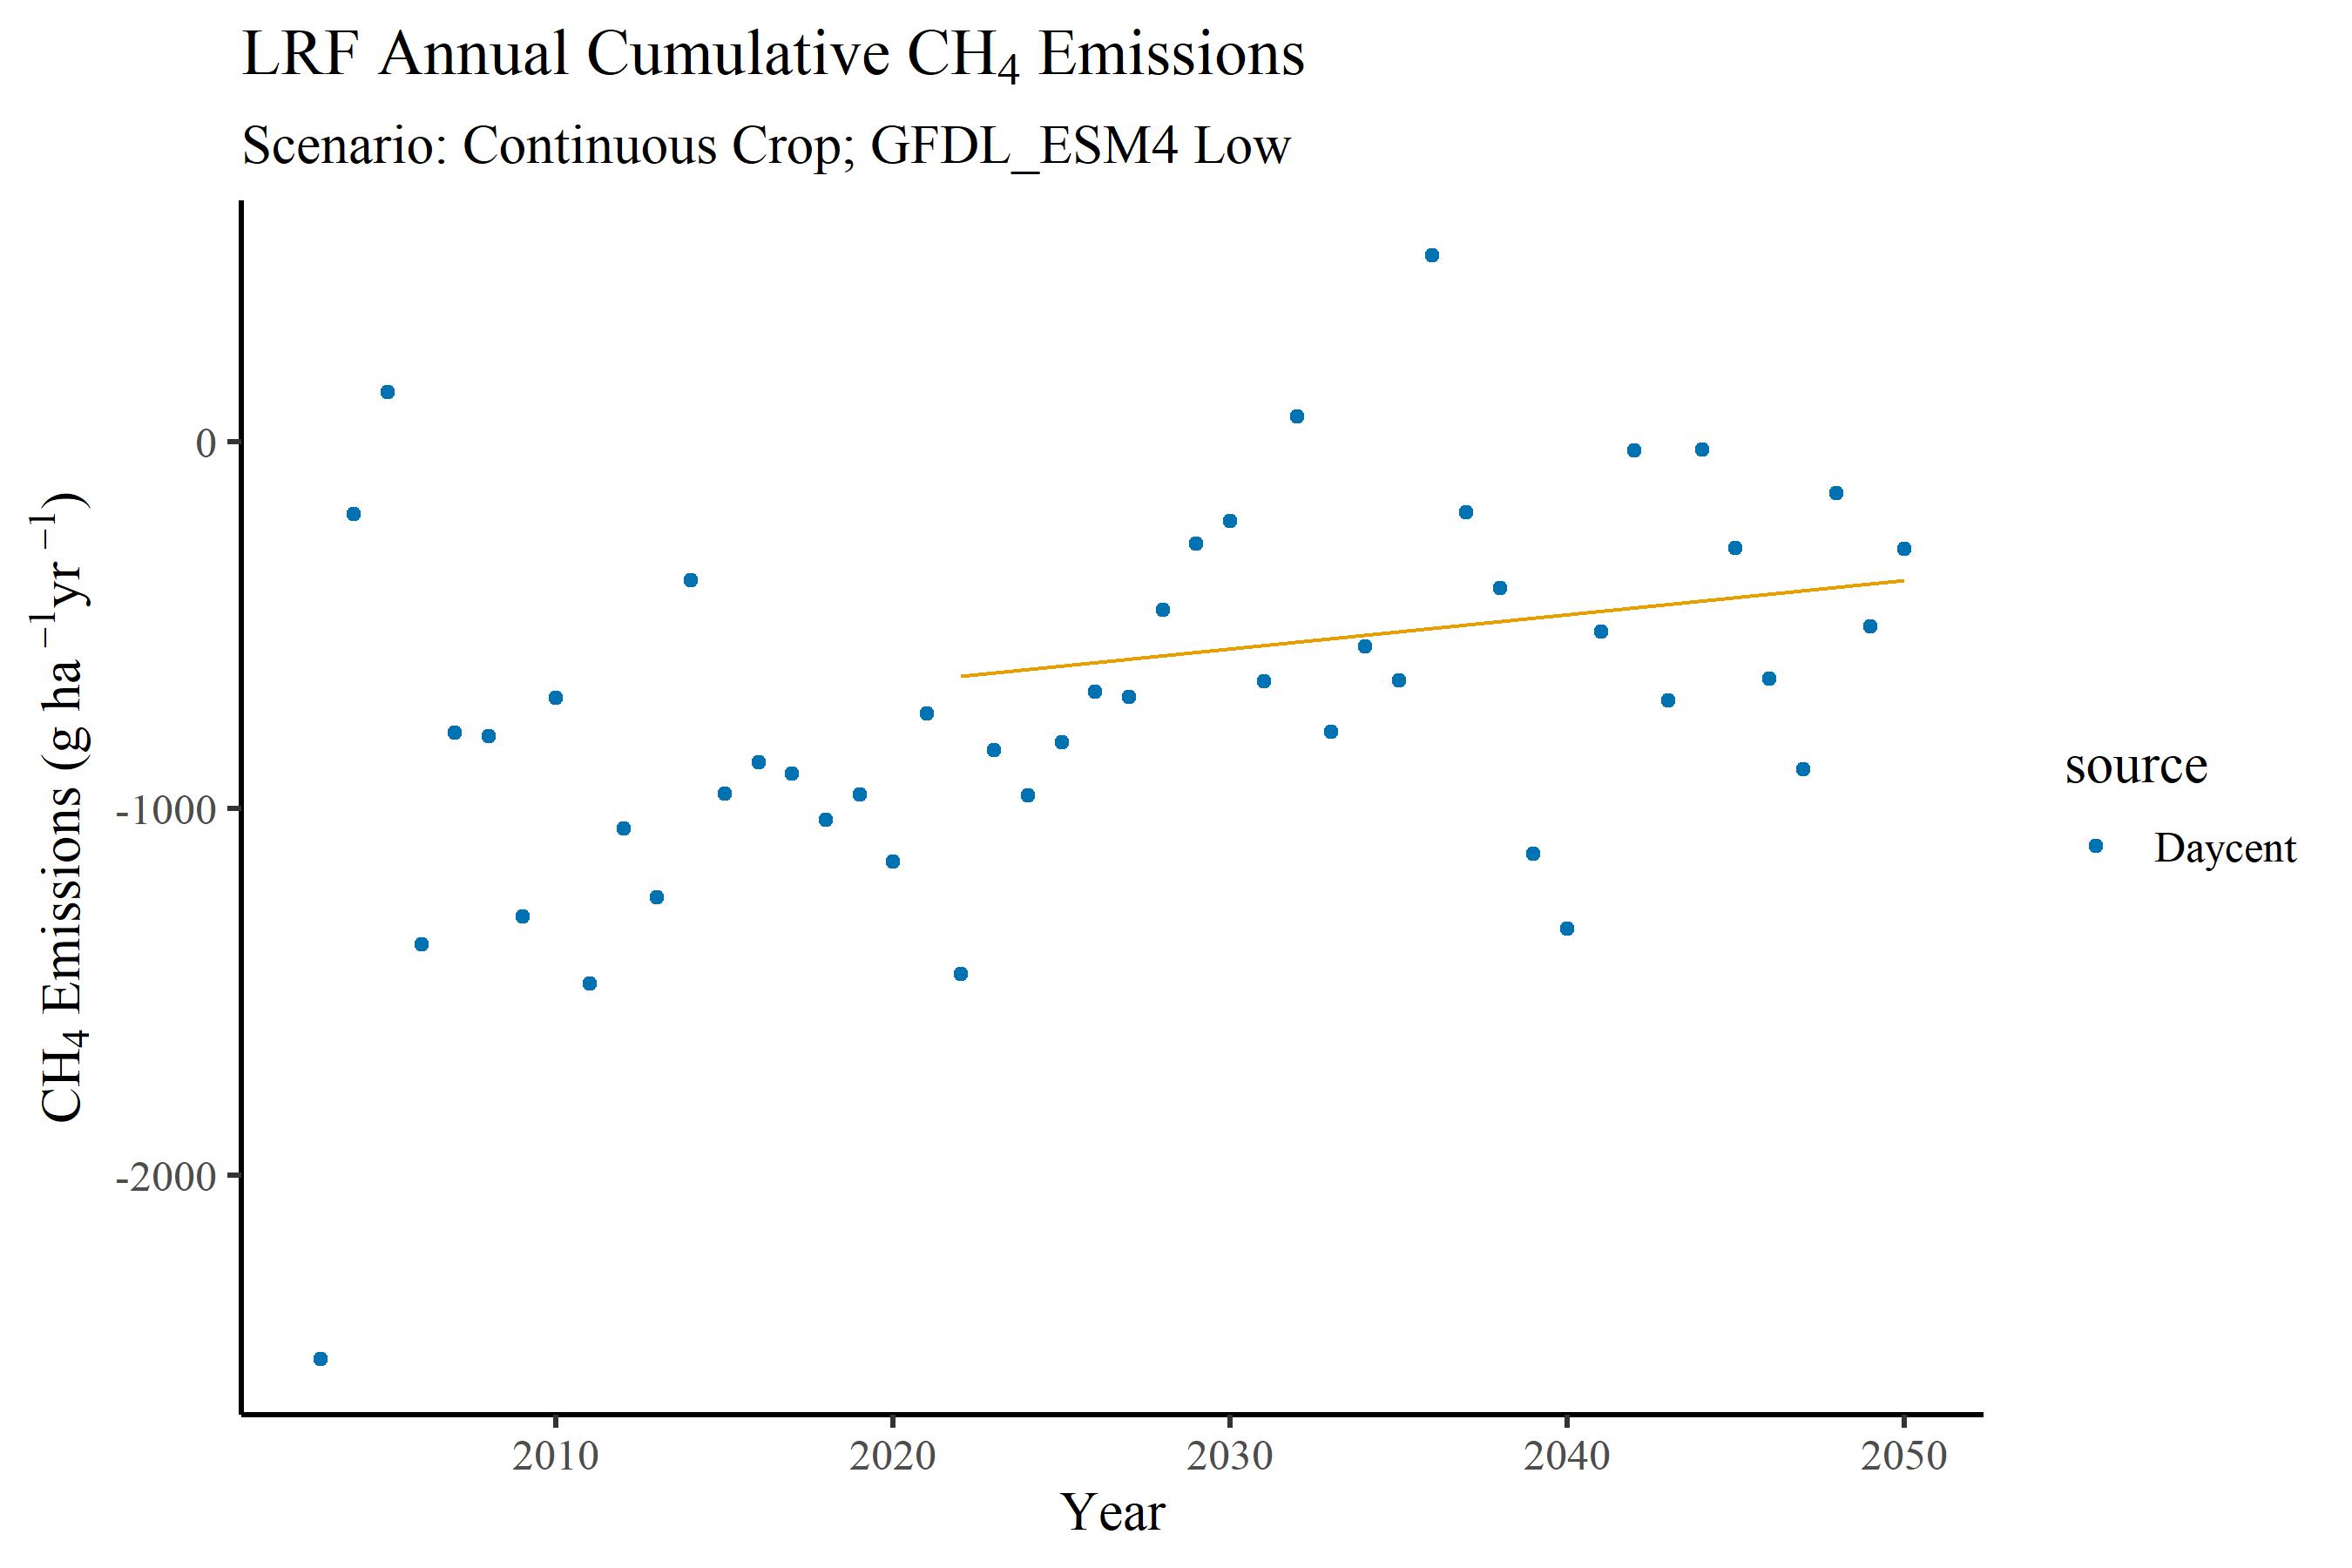 LRF Annual Cumulative CH₄ Emissions
Scenario: Continuous Crop; GFDL_ESM4 Low
CH₄ Emissions (g ha ⁻¹yr ⁻¹)
0
-1000
-2000
2010 2020 2030 2040 2050
Year
source
Daycent